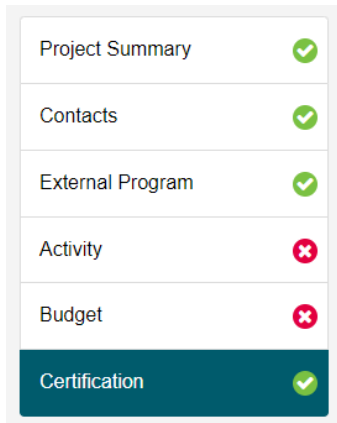 Project Summary
Contacts
External Program
Activity
Budget
Certification